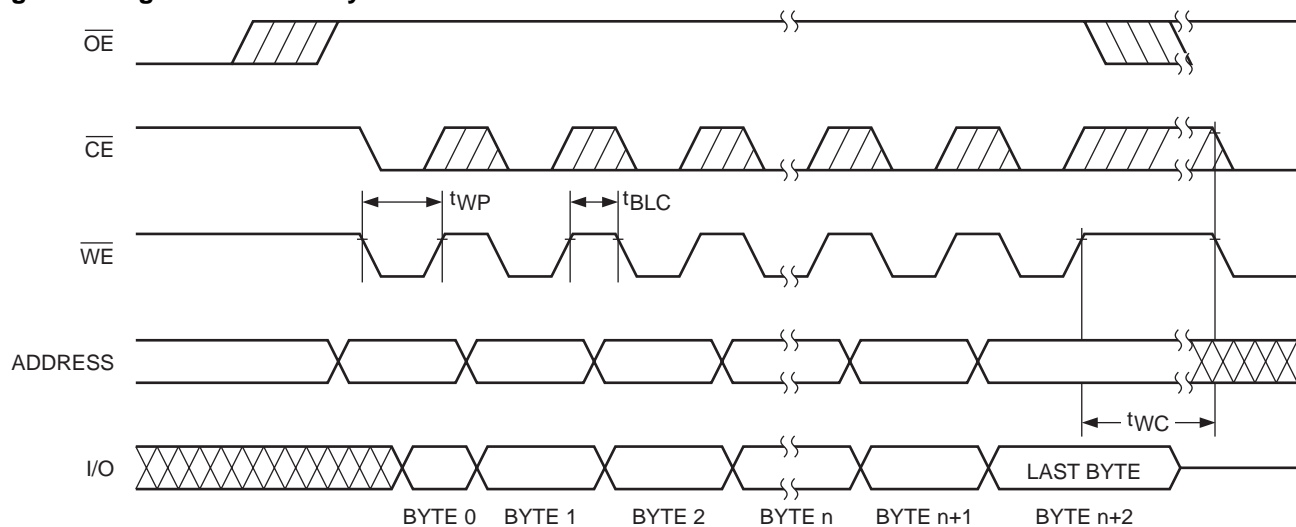 OE
CE
tWP
tBLC
WE
ADDRESS
tWC
I/O
LAST BYTE
BYTE 0 BYTE 1 BYTE 2 BYTE n BYTE n+1 BYTE n+2